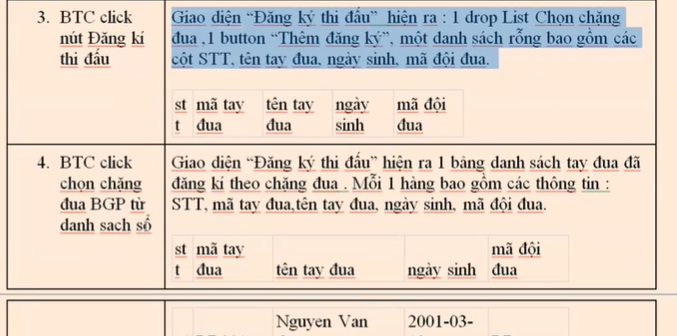 3. BTC click
nút Đăng kí
thi đấu
Giao diện “Đăng ký thi đấu” hiện ra : 1 drop List Chọn chặng
đua ,1 button “Thêm đăng ký”, một danh sách rỗng bao gồm các
cột STT, tên tay đua, ngày sinh, mã đội đua.
st mã tay tên tay ngày mã đội
t đua đua sinh đua
4. BTC click
chọn chặng
đua BGP từ
danh sach sổ
Giao diện “Đăng ký thi đấu” hiện ra 1 bảng danh sách tay đua đã
đăng kí theo chặng đua . Mỗi 1 hàng bao gồm các thông tin :
STT, mã tay đua,tên tay đua, ngày sinh, mã đội đua.
st mã tay mã đội
t đua tên tay đua ngày sinh đua
Nguyen Van 2001-03-